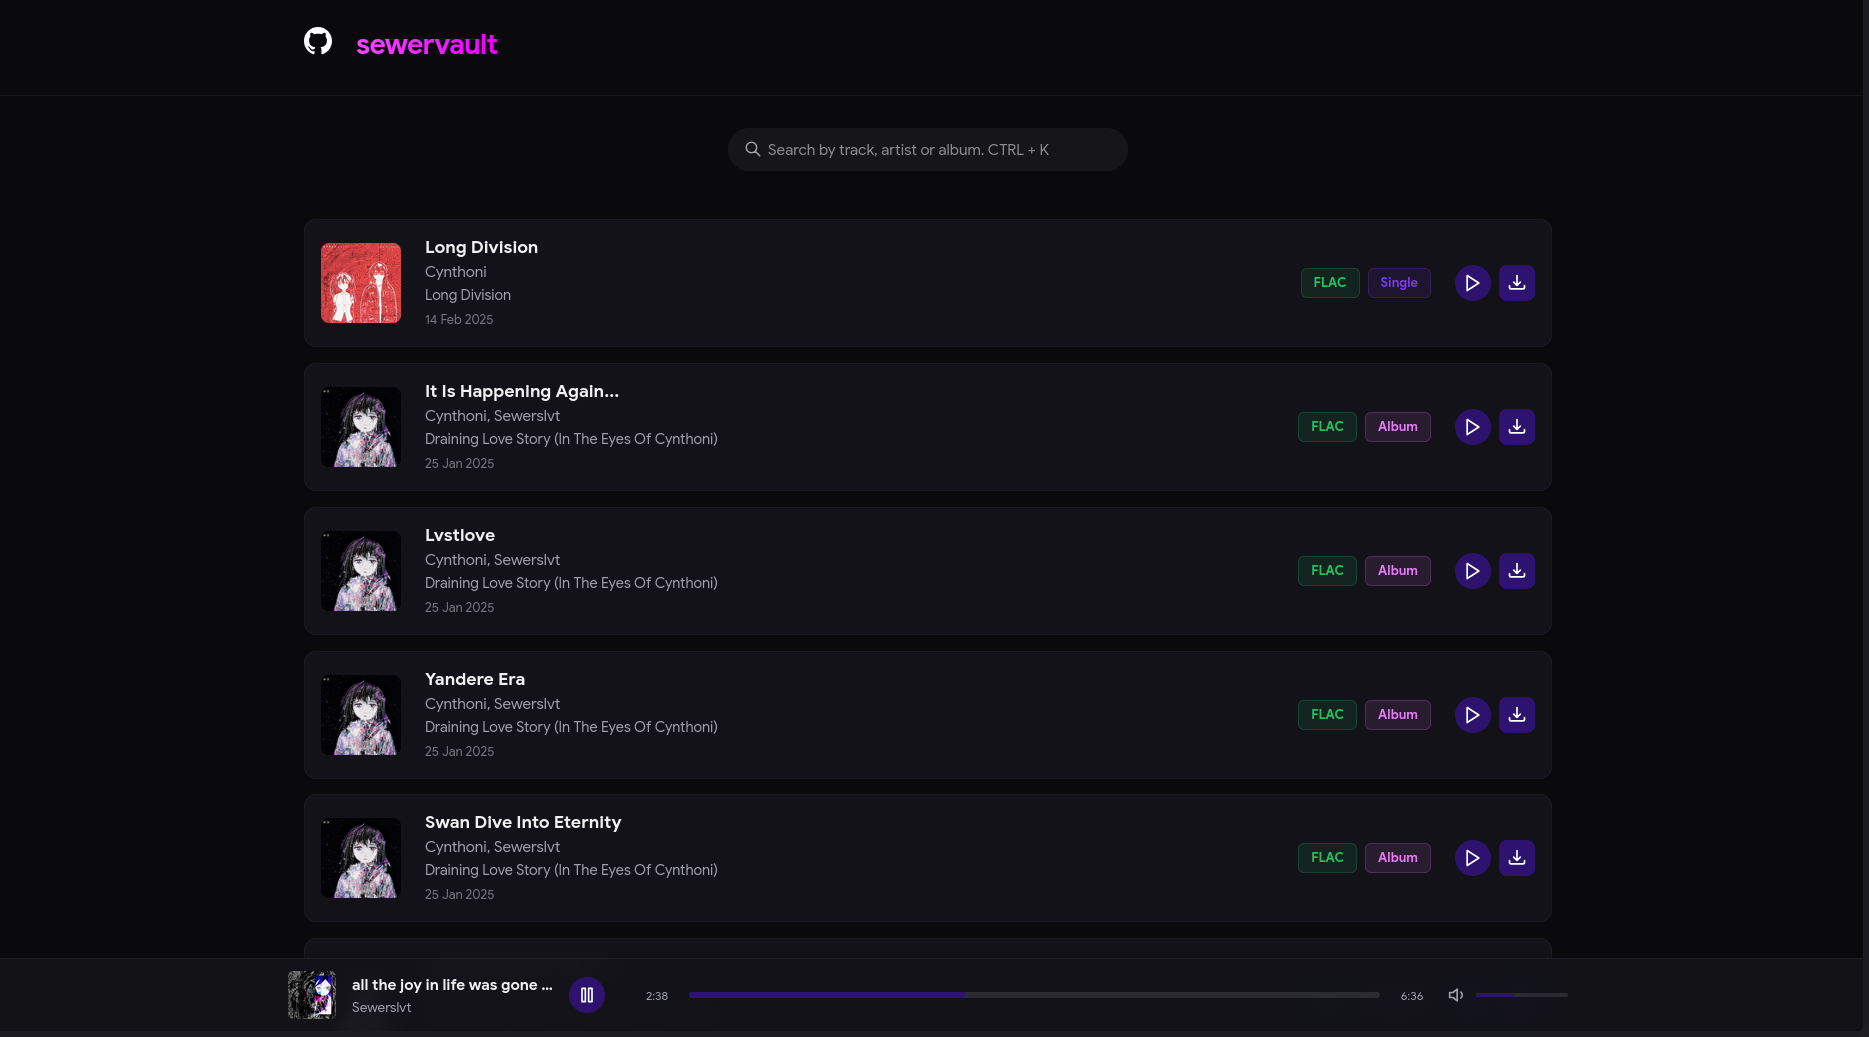 sewervault
Search by track, artist or album. CTRL + K
Long Division
Cynthoni
Long Division
14 Feb 2025
FLAC
Single
It Is Happening Again...
Cynthoni, Sewerslvt
Draining Love Story (In The Eyes Of Cynthoni)
25 Jan 2025
FLAC
Album
Lvstlove
Cynthoni, Sewerslvt
Draining Love Story (In The Eyes Of Cynthoni)
25 Jan 2025
FLAC
Album
Yandere Era
Cynthoni, Sewerslvt
Draining Love Story (In The Eyes Of Cynthoni)
25 Jan 2025
FLAC
Album
Swan Dive Into Eternity
Cynthoni, Sewerslvt
Draining Love Story (In The Eyes Of Cynthoni)
25 Jan 2025
FLAC
Album
all the joy in life was gone ...
Sewerslvt
2:38
6:36